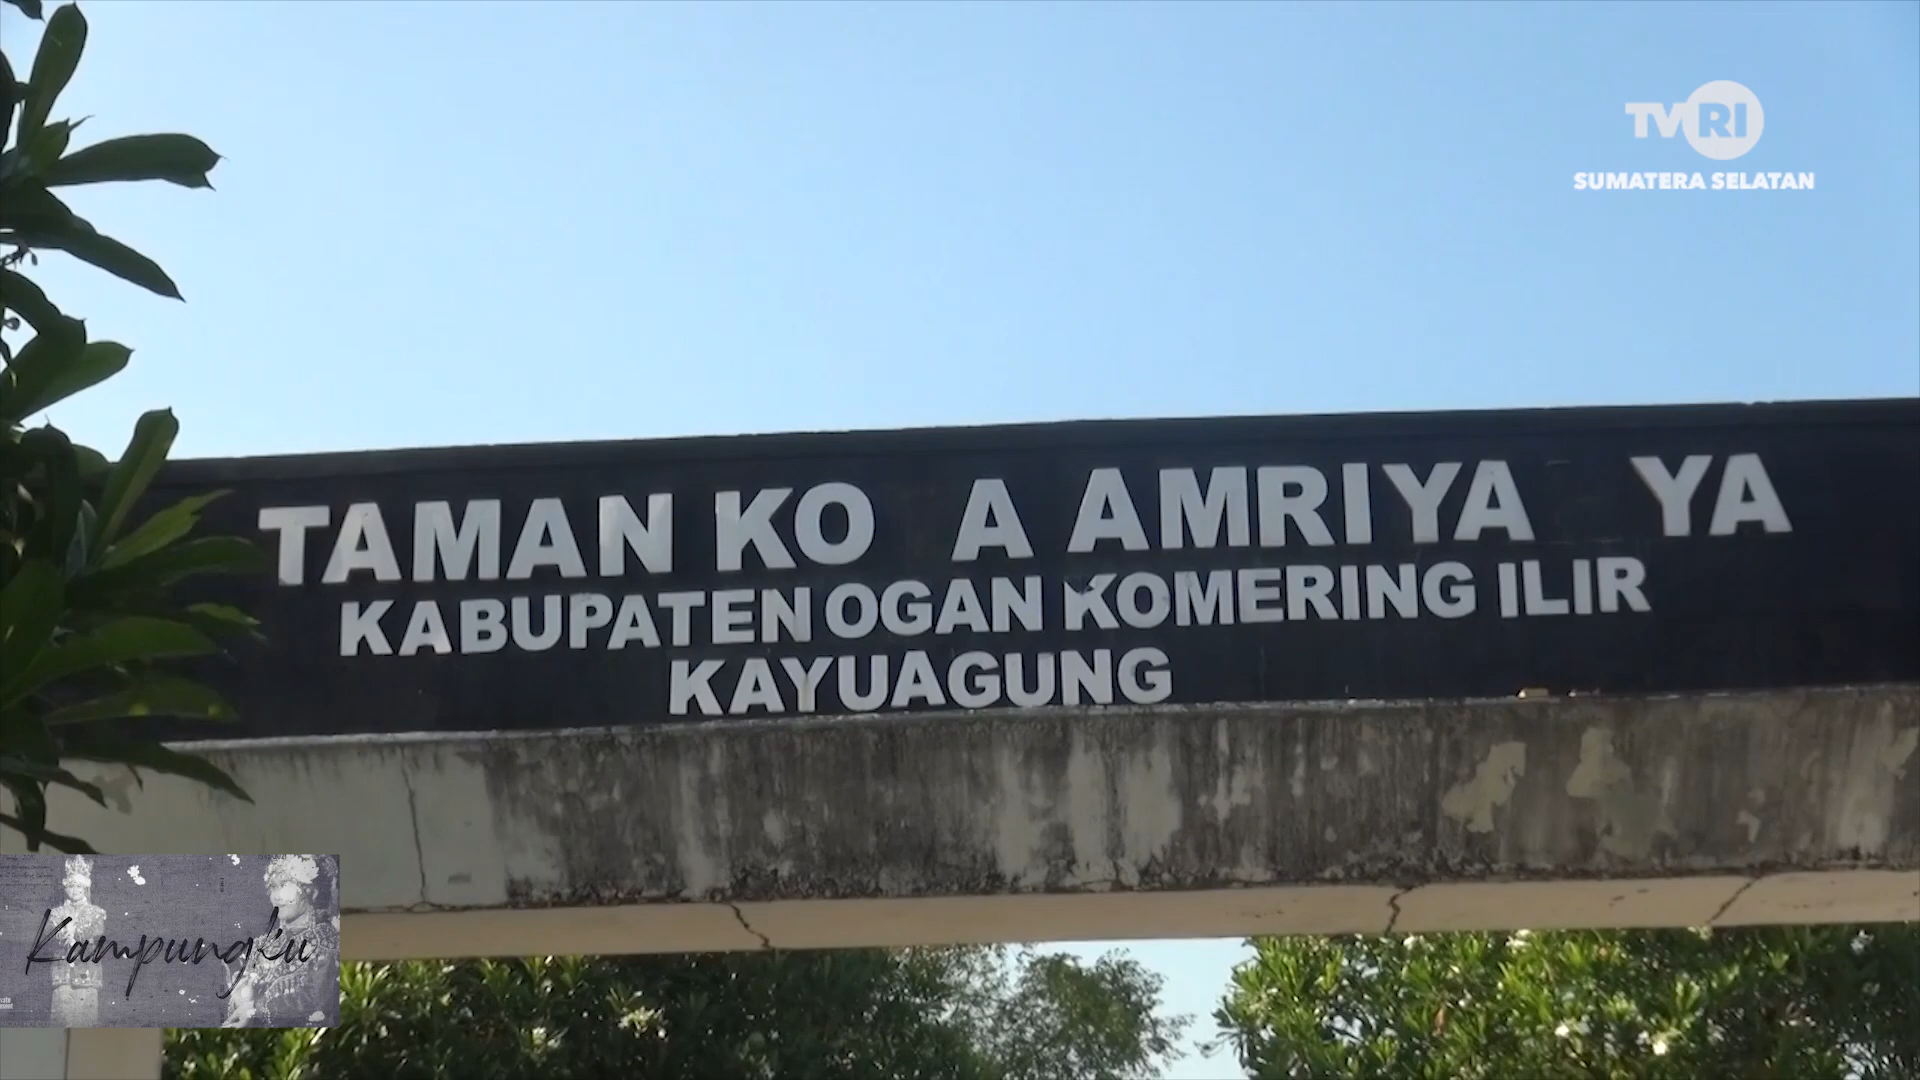 TVRI
SUMATERA SELATAN
TAMAN KO A AMRIYA YA
KABUPATEN OGAN KOMERING ILIR
KAYUAGUNG
Kampungku